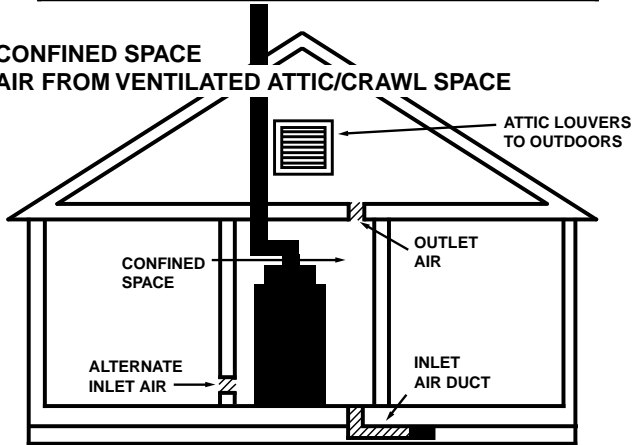 CONFINED SPACE
AIR FROM VENTILATED ATTIC/CRAWL SPACE
ATTIC LOUVERS
TO OUTDOORS
OUTLET
AIR
CONFINED
SPACE
ALTERNATE
INLET AIR
INLET
AIR DUCT